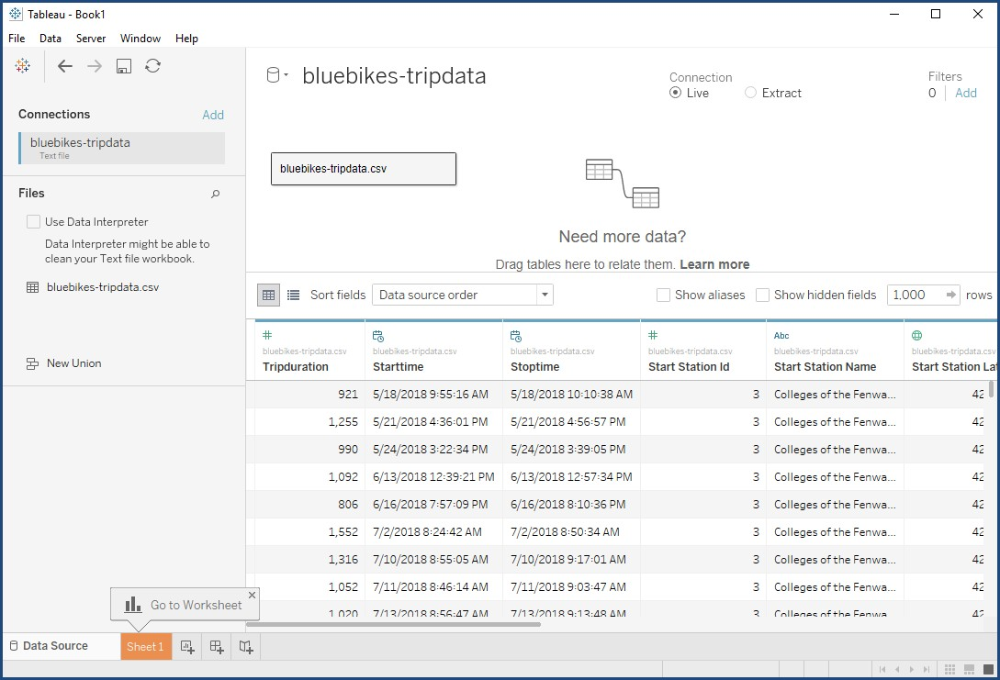 Tableau - Book1
File Data Server Window Help
bluebikes-tripdata
Connection
Live Extract
Filters
0 Add
Connections Add
bluebikes-tripdata
Text file
Files
Use Data Interpreter
Data Interpreter might be able to
clean your Text file workbook.
bluebikes-tripdata.csv
New Union
bluebikes-tripdata.csv
Need more data?
Drag tables here to relate them. Learn more
Sort fields Data source order Show aliases Show hidden fields 1,000 rows
# # Abc
bluebikes-tripdata.csv bluebikes-tripdata.csv bluebikes-tripdata.csv bluebikes-tripdata.csv bluebikes-tripdata.csv bluebikes-tripdata.csv
Tripduration Starttime Stoptime Start Station Id Start Station Name Start Station Lat
921 5/18/2018 9:55:16 AM 5/18/2018 10:10:38 AM 3 Colleges of the Fenwa... 42
1,255 5/21/2018 4:36:01 PM 5/21/2018 4:56:57 PM 3 Colleges of the Fenwa... 42
990 5/24/2018 3:22:34 PM 5/24/2018 3:39:05 PM 3 Colleges of the Fenwa... 42
1,092 6/13/2018 12:39:21 PM 6/13/2018 12:57:34 PM 3 Colleges of the Fenwa... 42
806 6/16/2018 7:57:09 PM 6/16/2018 8:10:36 PM 3 Colleges of the Fenwa... 42
1,552 7/2/2018 8:24:42 AM 7/2/2018 8:50:34 AM 3 Colleges of the Fenwa... 42
1,316 7/10/2018 8:55:05 AM 7/10/2018 9:17:01 AM 3 Colleges of the Fenwa... 42
1,052 7/11/2018 8:46:14 AM 7/11/2018 9:03:47 AM 3 Colleges of the Fenwa... 42
1,020 7/13/2018 8:56:47 AM 7/13/2018 9:13:48 AM 3 Colleges of the Fenwa... 42
Go to Worksheet
Data Source Sheet 1